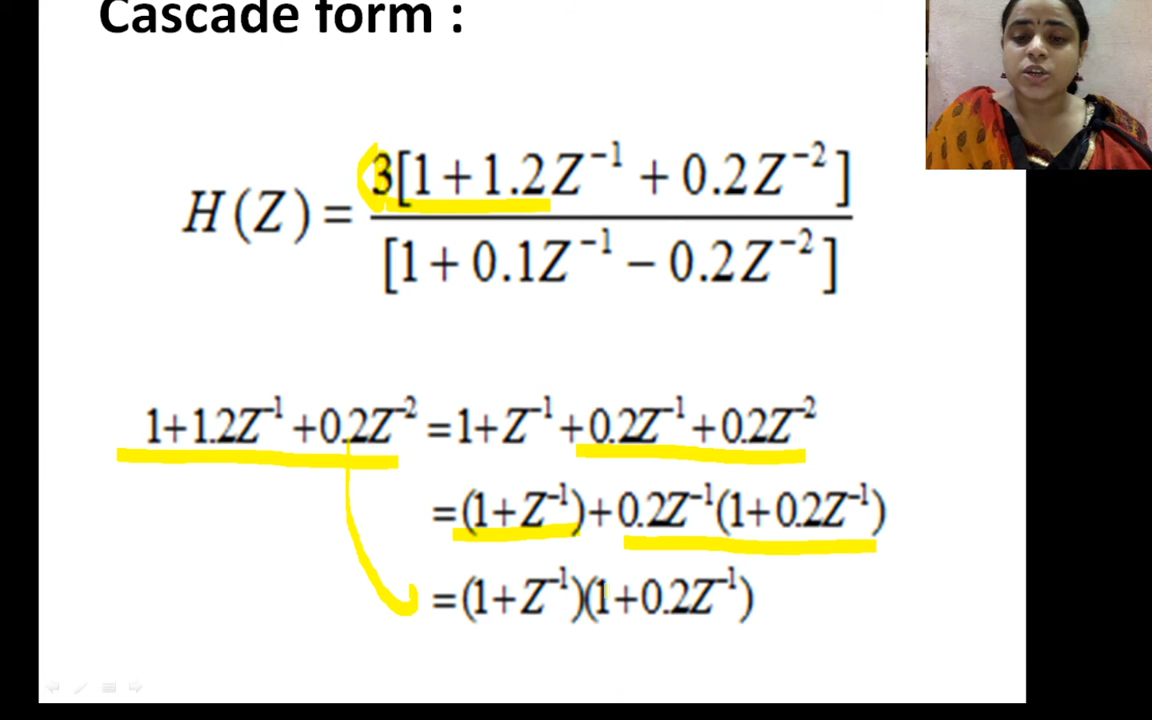 Cascade form :
H(Z) = 3[1 + 1.2Z⁻¹ + 0.2Z⁻²] / [1 + 0.1Z⁻¹ − 0.2Z⁻²]
1+1.2Z⁻¹ +0.2Z⁻² =1+Z⁻¹ +0.2Z⁻¹ +0.2Z⁻²
=(1+Z⁻¹)+0.2Z⁻¹(1+0.2Z⁻¹)
=(1+Z⁻¹)(1+0.2Z⁻¹)